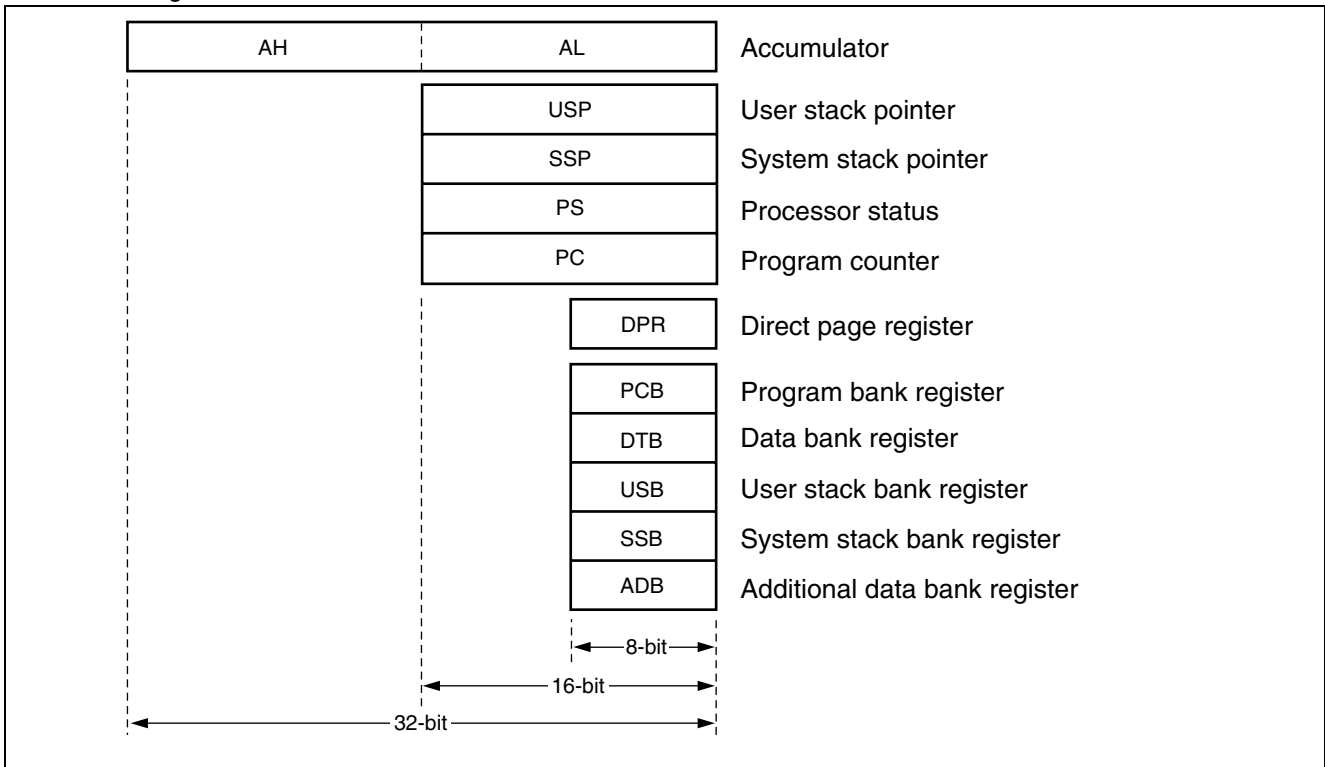 AH AL Accumulator
USP User stack pointer
SSP System stack pointer
PS Processor status
PC Program counter
DPR Direct page register
PCB Program bank register
DTB Data bank register
USB User stack bank register
SSB System stack bank register
ADB Additional data bank register
8-bit
16-bit
32-bit